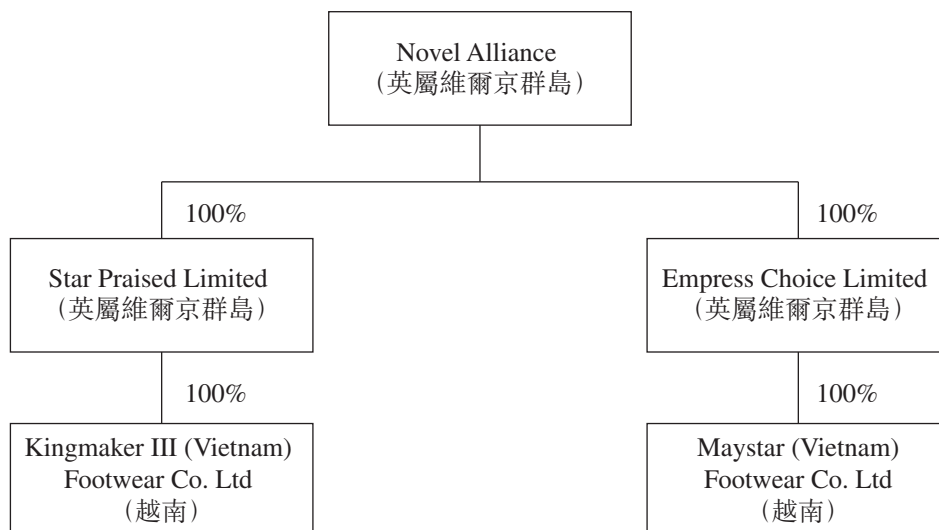 Novel Alliance
（英屬維爾京群島）
100%
100%
Star Praised Limited
（英屬維爾京群島）
Empress Choice Limited
（英屬維爾京群島）
100%
100%
Kingmaker III (Vietnam)
Footwear Co. Ltd
（越南）
Maystar (Vietnam)
Footwear Co. Ltd
（越南）